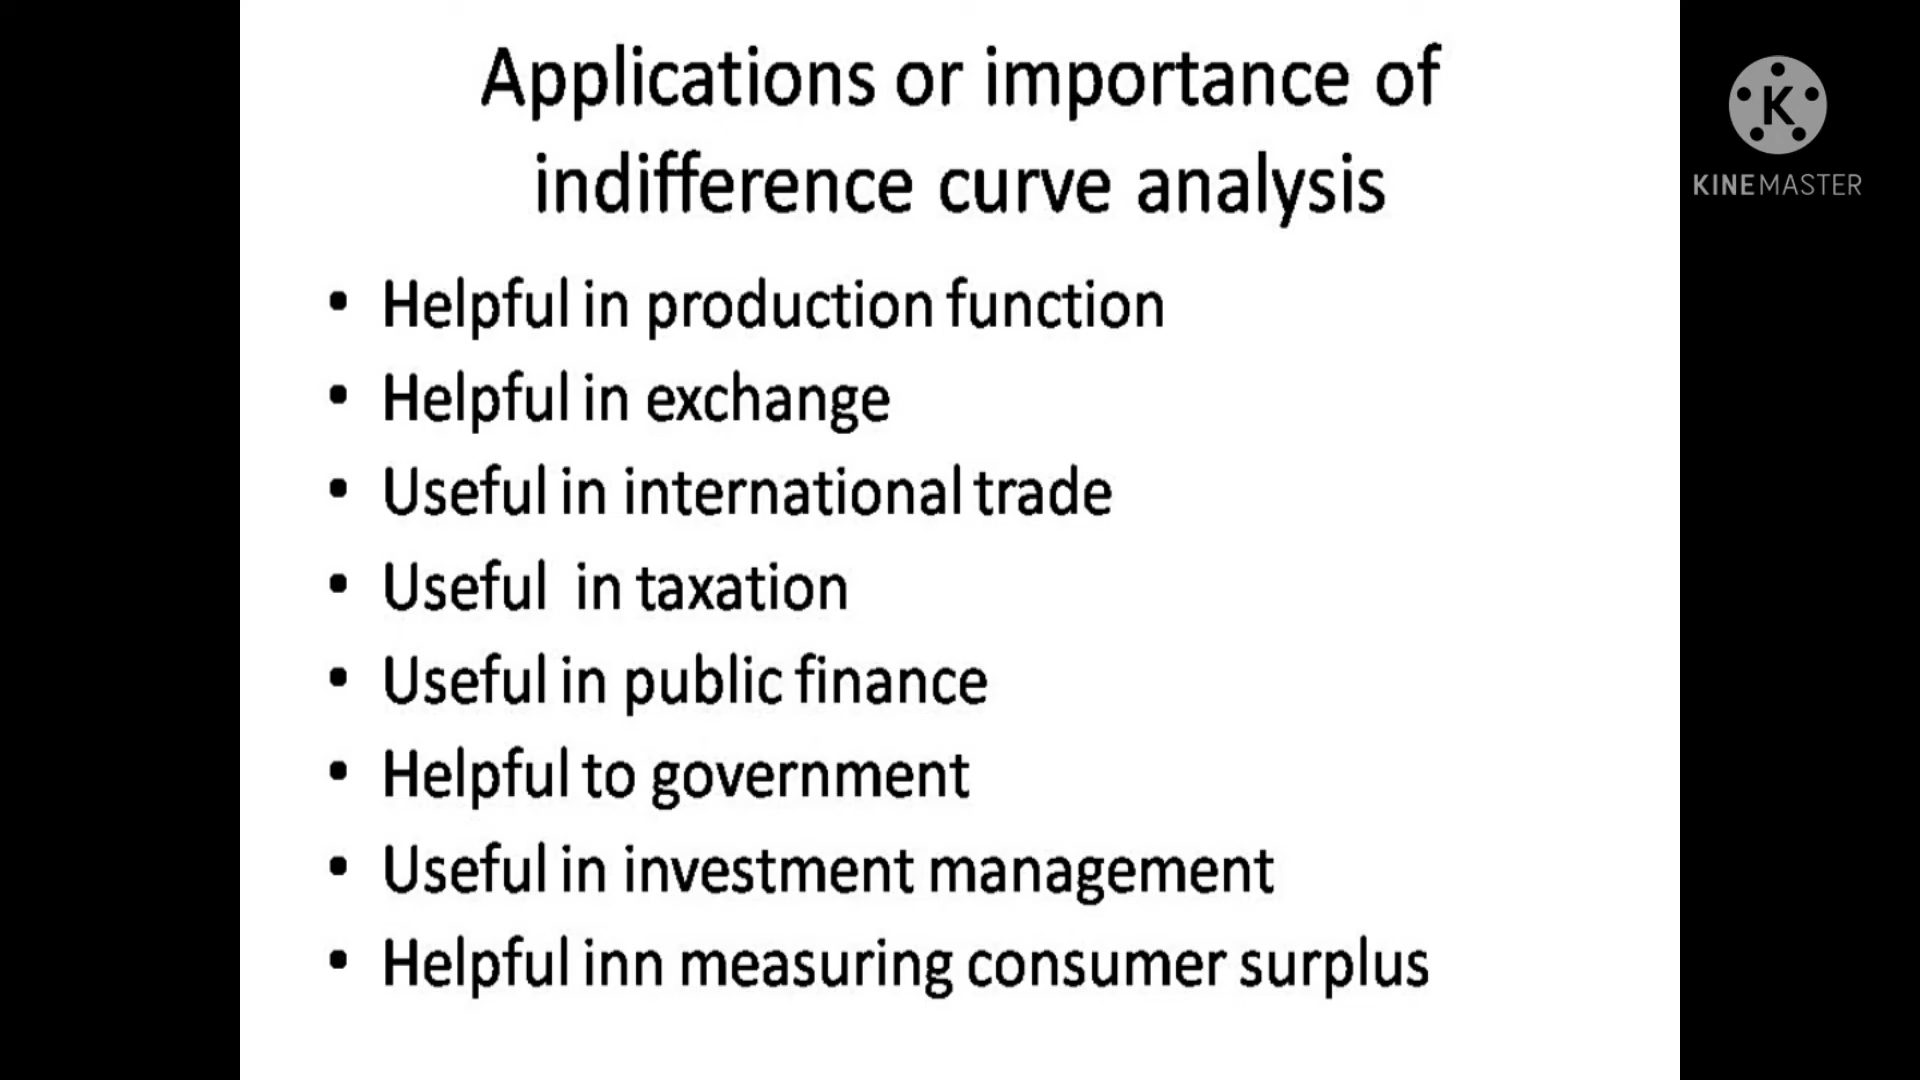 Applications or importance of
indifference curve analysis
• Helpful in production function
• Helpful in exchange
• Useful in international trade
• Useful  in taxation
• Useful in public finance
• Helpful to government
• Useful in investment management
• Helpful inn measuring consumer surplus
K
KINEMASTER